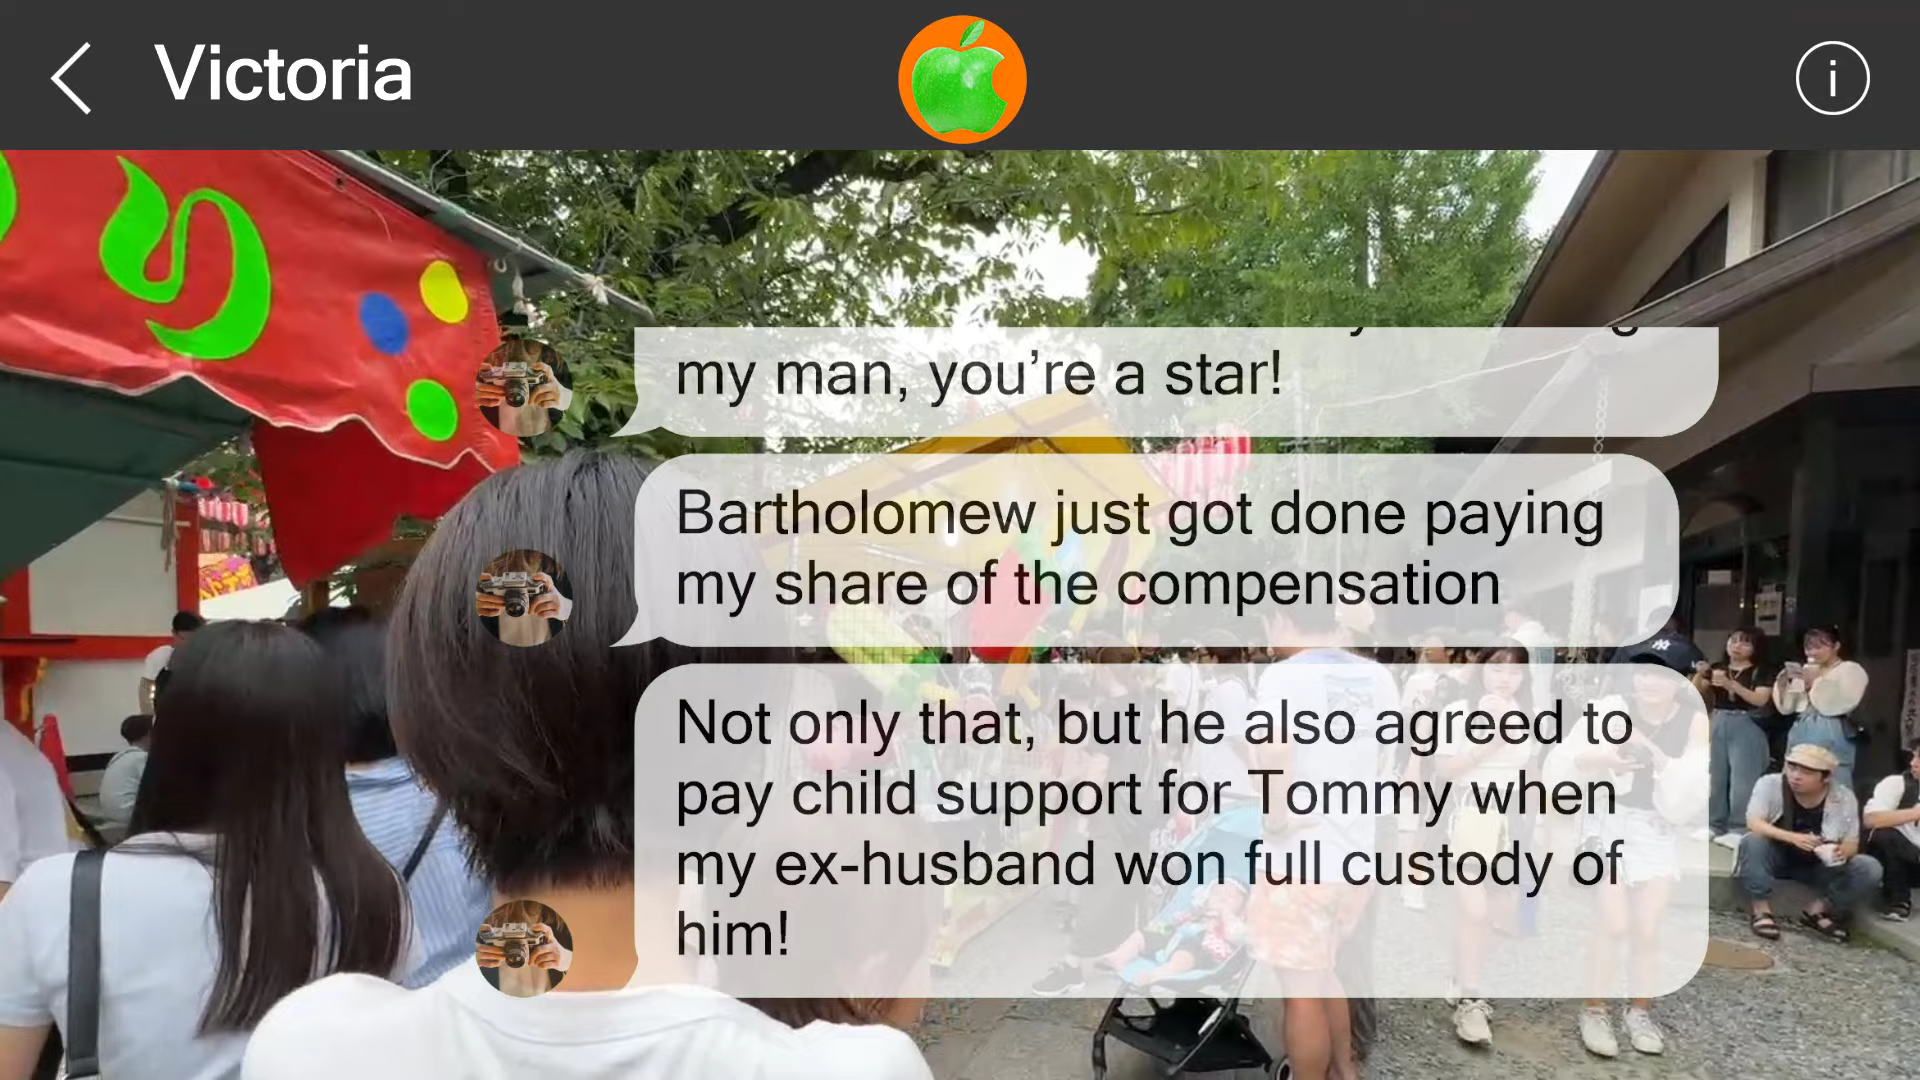 Victoria
i
my man, you’re a star!
Bartholomew just got done paying
my share of the compensation
Not only that, but he also agreed to
pay child support for Tommy when
my ex-husband won full custody of
him!
り